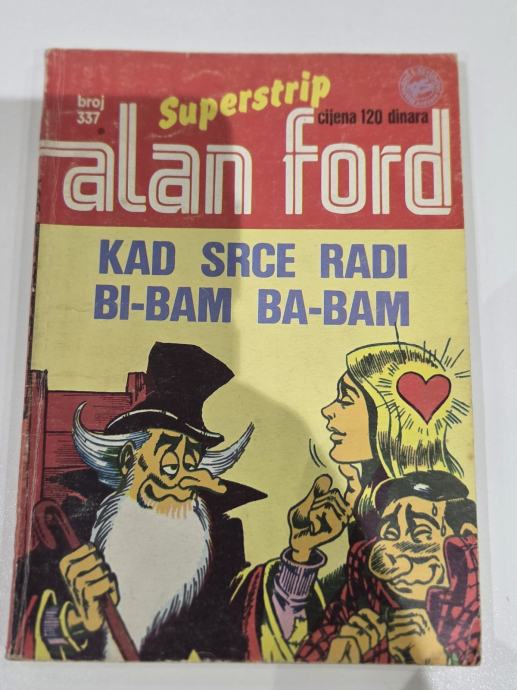 broj
337
Superstrip
cijena 120 dinara
alan ford
KAD SRCE RADI
BI-BAM BA-BAM